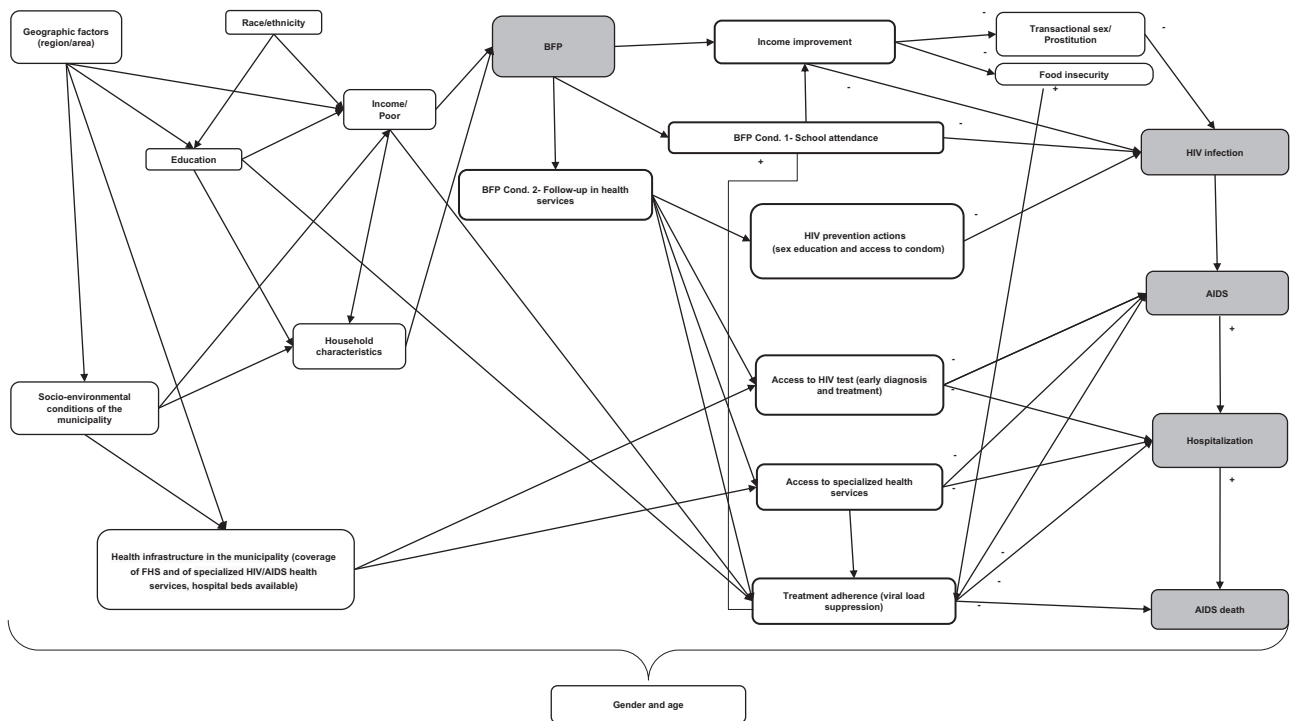 Geographic factors
(region/area)
Race/ethnicity
BFP
Income improvement
-
Transactional sex/
Prostitution
-
-
Food insecurity
+
Income/
Poor
-
BFP Cond. 1- School attendance
-
+
HIV infection
Education
BFP Cond. 2- Follow-up in health
services
HIV prevention actions
(sex education and access to condom)
-
AIDS
+
Household
characteristics
Access to HIV test (early diagnosis
and treatment)
-
-
Socio-environmental
conditions of the
municipality
Hospitalization
+
Access to specialized health
services
-
-
Health infrastructure in the municipality (coverage
of FHS and of specialized HIV/AIDS health
services, hospital beds available)
Treatment adherence (viral load
suppression)
-
-
-
AIDS death
Gender and age